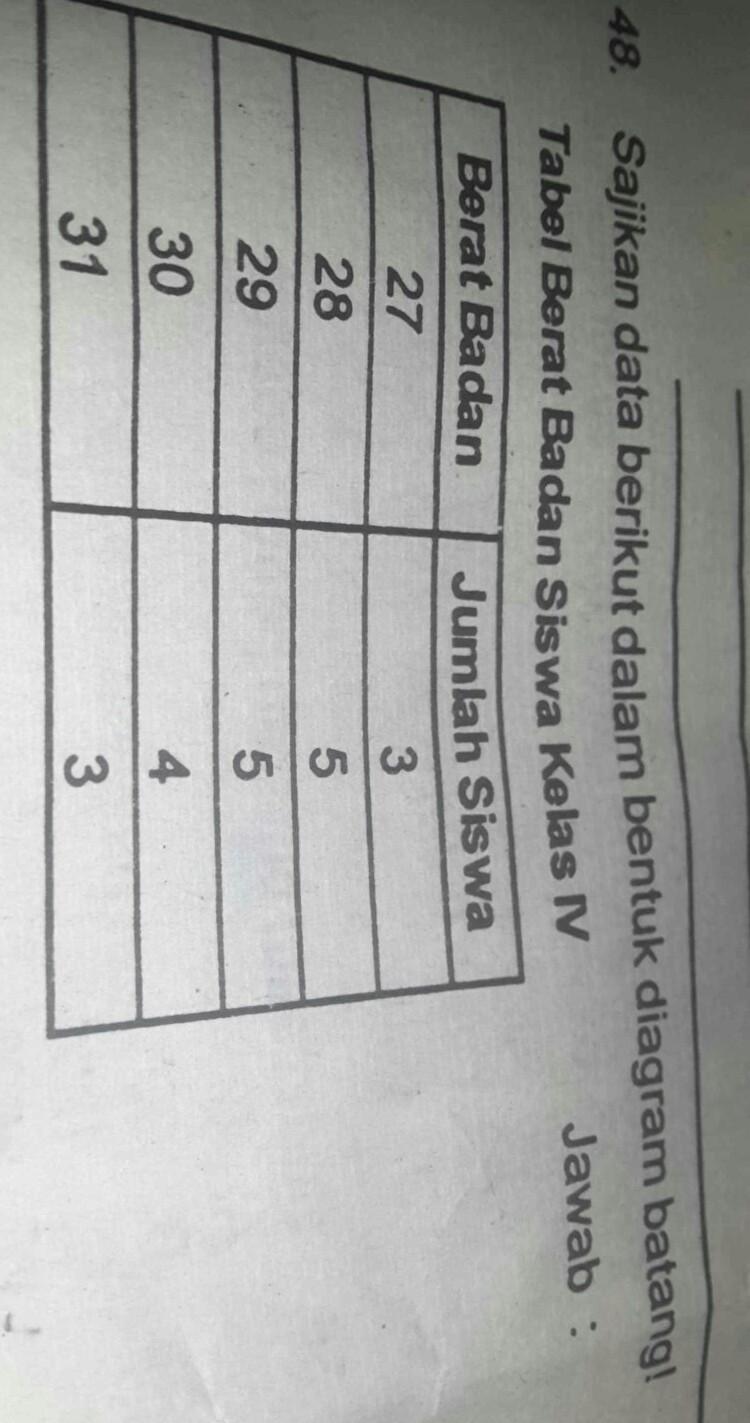 48. Sajikan data berikut dalam bentuk diagram batang!
Tabel Berat Badan Siswa Kelas IV Jawab :
Berat Badan Jumlah Siswa
27 3
28 5
29 5
30 4
31 3